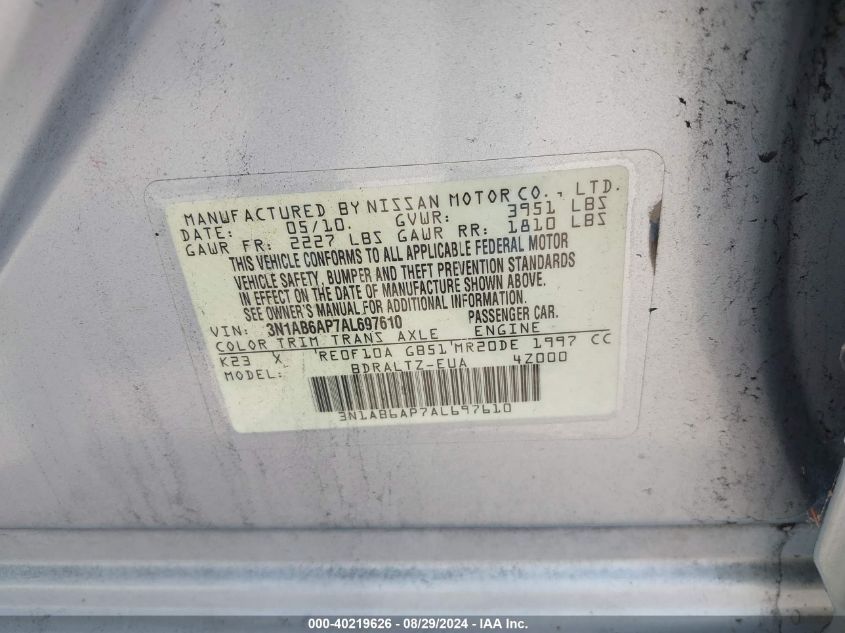 MANUFACTURED BY NISSAN MOTOR CO., LTD.
DATE: 05/10. GVWR: 3951 LBS
GAWR FR: 2227 LBS GAWR RR: 1810 LBS
THIS VEHICLE CONFORMS TO ALL APPLICABLE FEDERAL MOTOR
VEHICLE SAFETY, BUMPER AND THEFT PREVENTION STANDARDS
IN EFFECT ON THE DATE OF MANUFACTURE SHOWN ABOVE.
SEE OWNER'S MANUAL FOR ADDITIONAL INFORMATION.
VIN: 3N1AB6AP7AL697610 PASSENGER CAR.
COLOR TRIM TRANS AXLE ENGINE
K23 X RE0F10A GB51 MR20DE 1997 CC
MODEL: BDRALTZ-EUA 4Z000
3N1AB6AP7AL697610
000-40219626 - 08/29/2024 - IAA Inc.